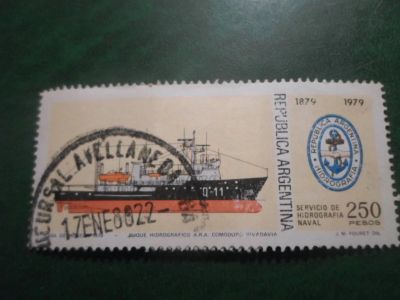 1879 1979
REPUBLICA ARGENTINA
REPUBLICA ARGENTINA
HIDROGRAFIA
SERVICIO DE
HIDROGRAFIA
NAVAL
250
PESOS
Q-11
SUCURSAL AVELLANEDA
17ENE8022-
BUQUE HIDROGRAFICO A.R.A. COMODORO RIVADAVIA